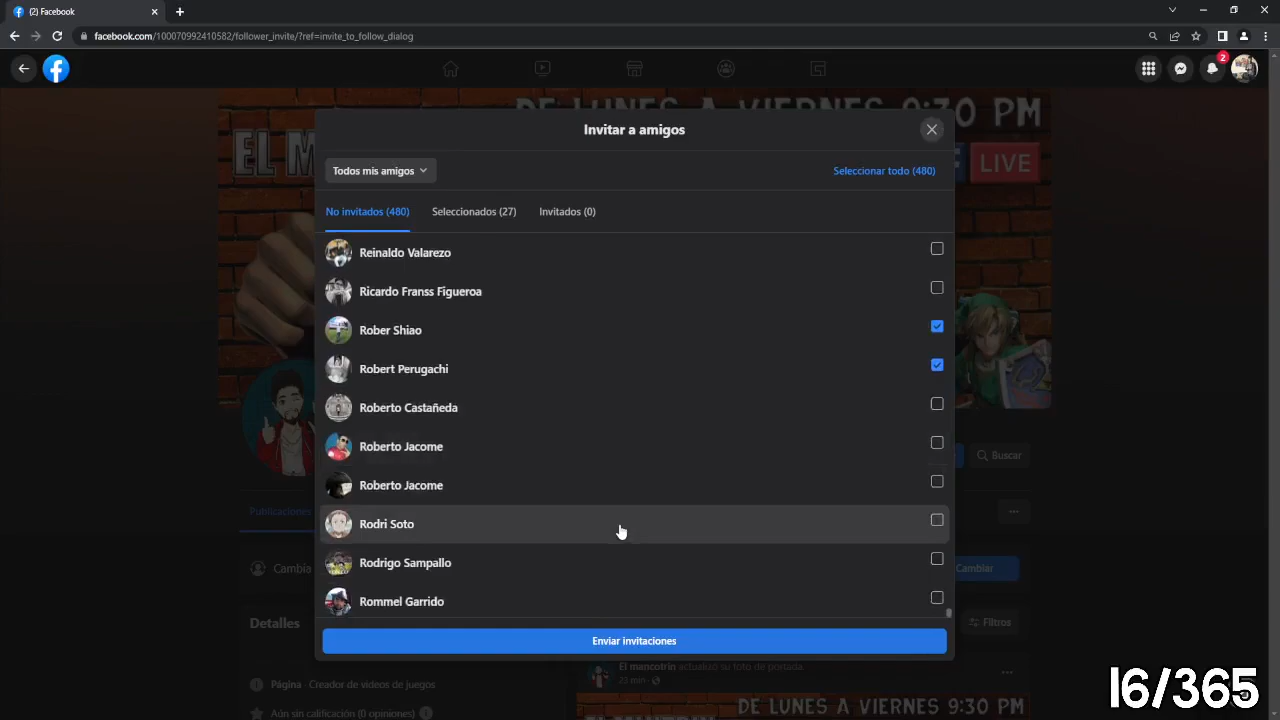 (2) Facebook
facebook.com/100070992410582/follower_invite/?ref=invite_to_follow_dialog
2
DE LUNES A VIERNES 9:30 PM
EL M
LIVE
Invitar a amigos
Todos mis amigos
Seleccionar todo (480)
No invitados (480)
Seleccionados (27)
Invitados (0)
Reinaldo Valarezo
Ricardo Franss Figueroa
Rober Shiao
Robert Perugachi
Roberto Castañeda
Roberto Jacome
Roberto Jacome
Rodri Soto
Rodrigo Sampallo
Rommel Garrido
Enviar invitaciones
Buscar
Publicaciones
Cambia
Cambiar
Detalles
Filtros
Página · Creador de videos de juegos
Aún sin calificación (0 opiniones)
El mancotrin actualizó su foto de portada.
23 min
DE LUNES A VIERNES 9:30 PM
16/365